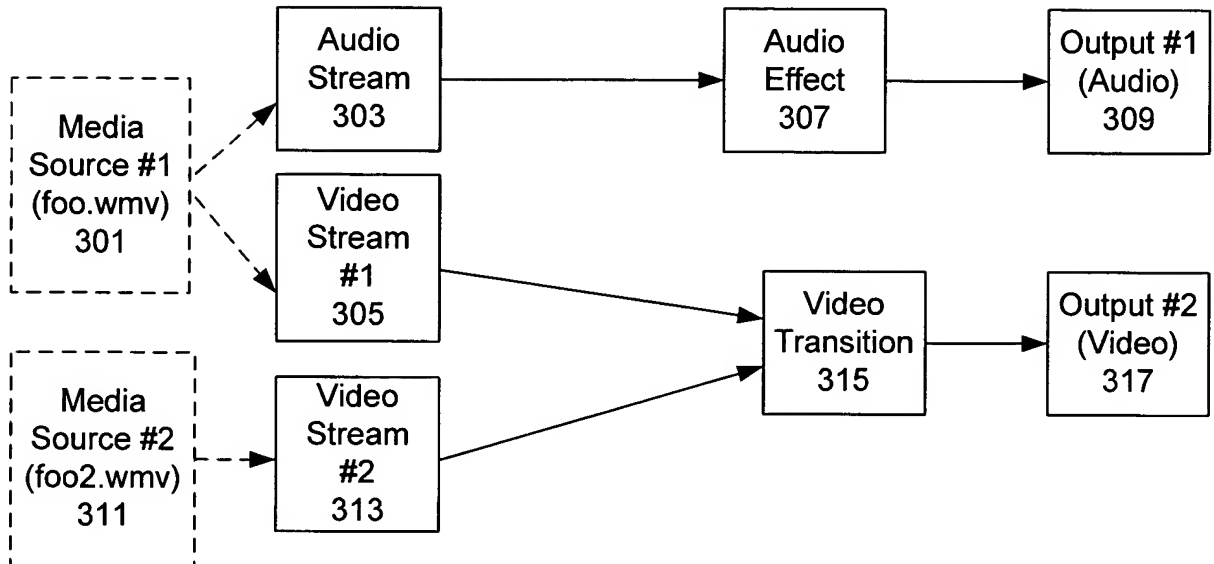 Media
Source #1
(foo.wmv)
301
Audio
Stream
303
Audio
Effect
307
Output #1
(Audio)
309
Video
Stream
#1
305
Media
Source #2
(foo2.wmv)
311
Video
Stream
#2
313
Video
Transition
315
Output #2
(Video)
317